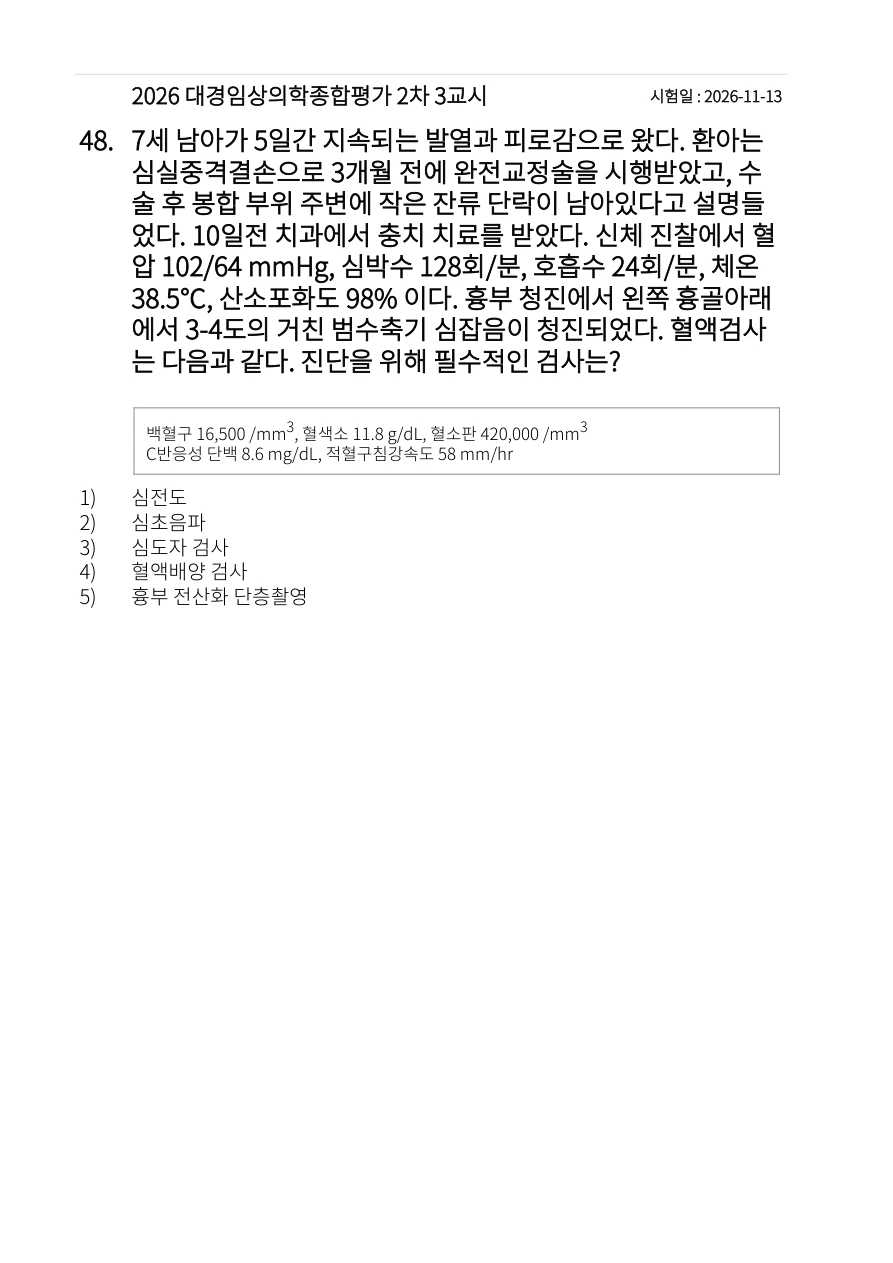 2026 대경임상의학종합평가 2차 3교시
시험일 : 2026-11-13
48. 7세 남아가 5일간 지속되는 발열과 피로감으로 왔다. 환아는
심실중격결손으로 3개월 전에 완전교정술을 시행받았고, 수
술 후 봉합 부위 주변에 작은 잔류 단락이 남아있다고 설명들
었다. 10일전 치과에서 충치 치료를 받았다. 신체 진찰에서 혈
압 102/64 mmHg, 심박수 128회/분, 호흡수 24회/분, 체온
38.5°C, 산소포화도 98% 이다. 흉부 청진에서 왼쪽 흉골아래
에서 3-4도의 거친 범수축기 심잡음이 청진되었다. 혈액검사
는 다음과 같다. 진단을 위해 필수적인 검사는?
백혈구 16,500 /mm³, 혈색소 11.8 g/dL, 혈소판 420,000 /mm³
C반응성 단백 8.6 mg/dL, 적혈구침강속도 58 mm/hr
1) 심전도
2) 심초음파
3) 심도자 검사
4) 혈액배양 검사
5) 흉부 전산화 단층촬영